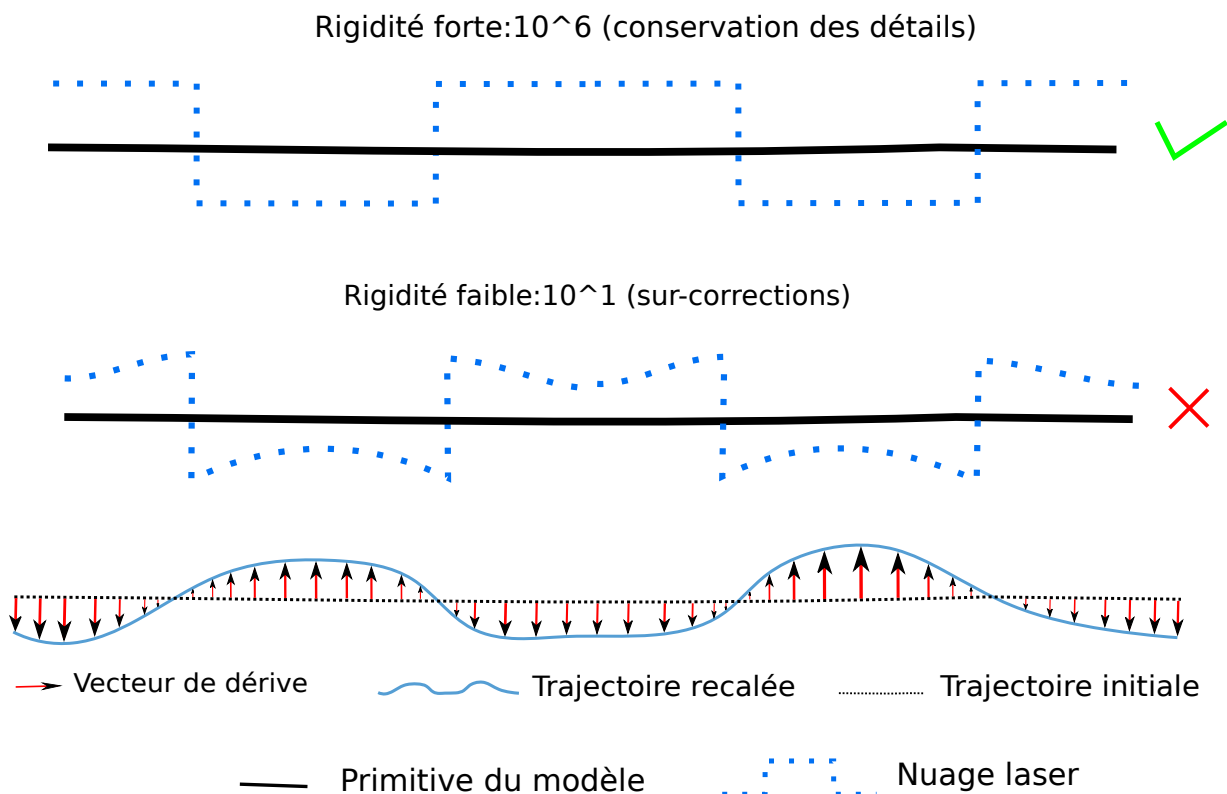 Rigidité forte:10^6 (conservation des détails)
Rigidité faible:10^1 (sur-corrections)
Vecteur de dérive
Trajectoire recalée
Trajectoire initiale
Primitive du modèle
Nuage laser